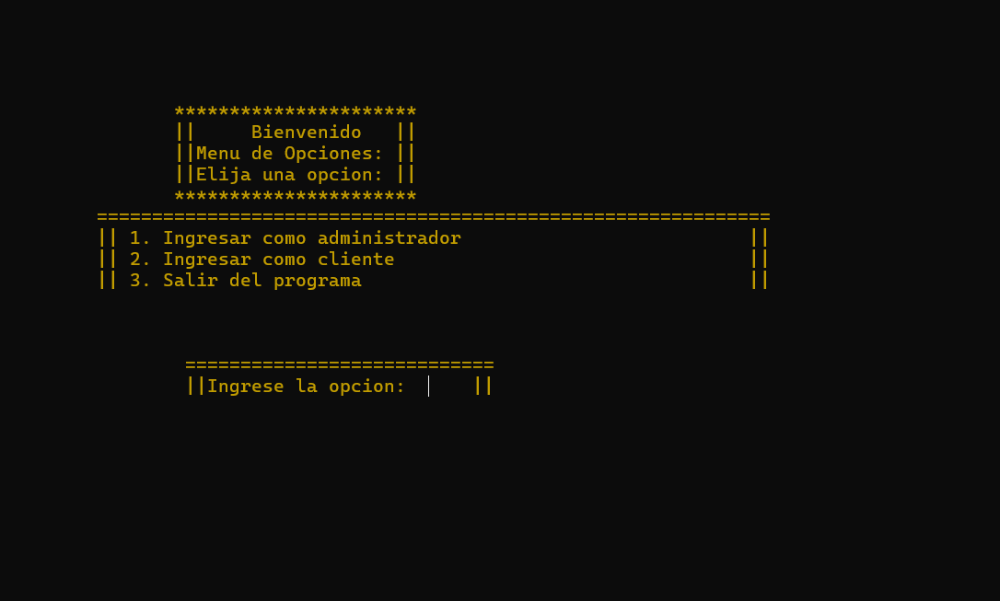 **********************
||     Bienvenido   ||
||Menu de Opciones: ||
||Elija una opcion: ||
**********************
=============================================================
|| 1. Ingresar como administrador                          ||
|| 2. Ingresar como cliente                                ||
|| 3. Salir del programa                                   ||
============================
||Ingrese la opcion:      ||